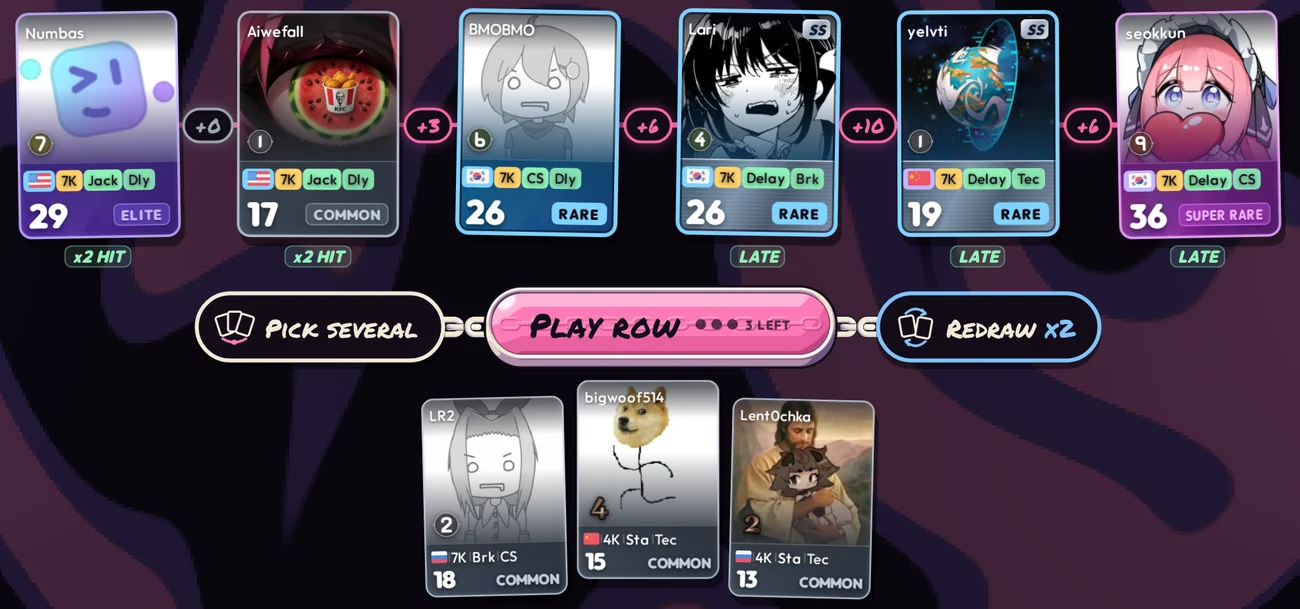 Numbas
7
7K Jack Dly
29 ELITE
x2 HIT
+0
Aiwefall
KFC
1
7K Jack Dly
17 COMMON
x2 HIT
+3
BMOBMO
6
7K CS Dly
26 RARE
+6
Lari SS
4
7K Delay Brk
26 RARE
LATE
+10
yelvti SS
1
7K Delay Tec
19 RARE
LATE
+6
seokkun
9
7K Delay CS
36 SUPER RARE
LATE
PICK SEVERAL
PLAY ROW 3 LEFT
REDRAW x2
LR2
2
7K Brk CS
18 COMMON
bigwoof514
4
4K Sta Tec
15 COMMON
Lent0chka
2
4K Sta Tec
13 COMMON